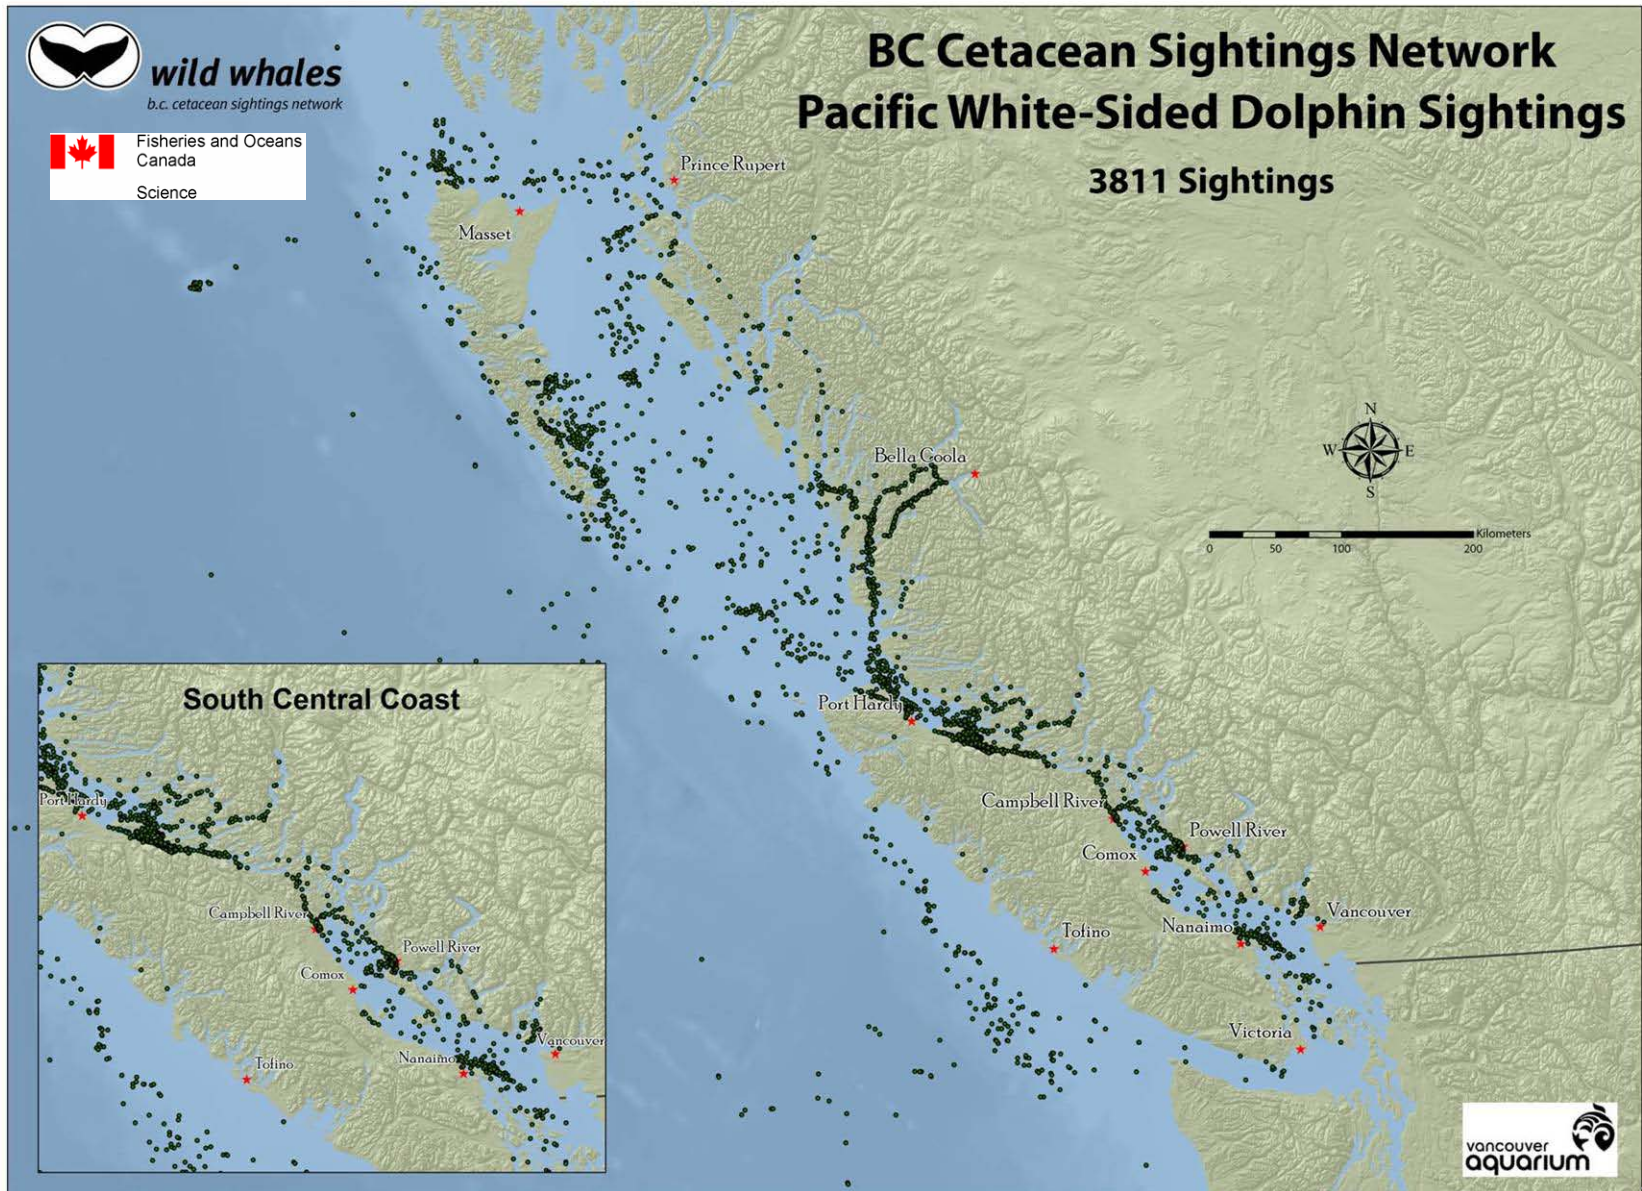 wild whales
b.c. cetacean sightings network
Fisheries and Oceans
Canada
Science
BC Cetacean Sightings Network
Pacific White-Sided Dolphin Sightings
3811 Sightings
Prince Rupert
Masset
Bella Coola
N
W E
S
Kilometers
0 50 100 200
Port Hardy
Campbell River
Powell River
Comox
Vancouver
Nanaimo
Tofino
Victoria
South Central Coast
Port Hardy
Campbell River
Powell River
Comox
Vancouver
Nanaimo
Tofino
vancouver
aquarium